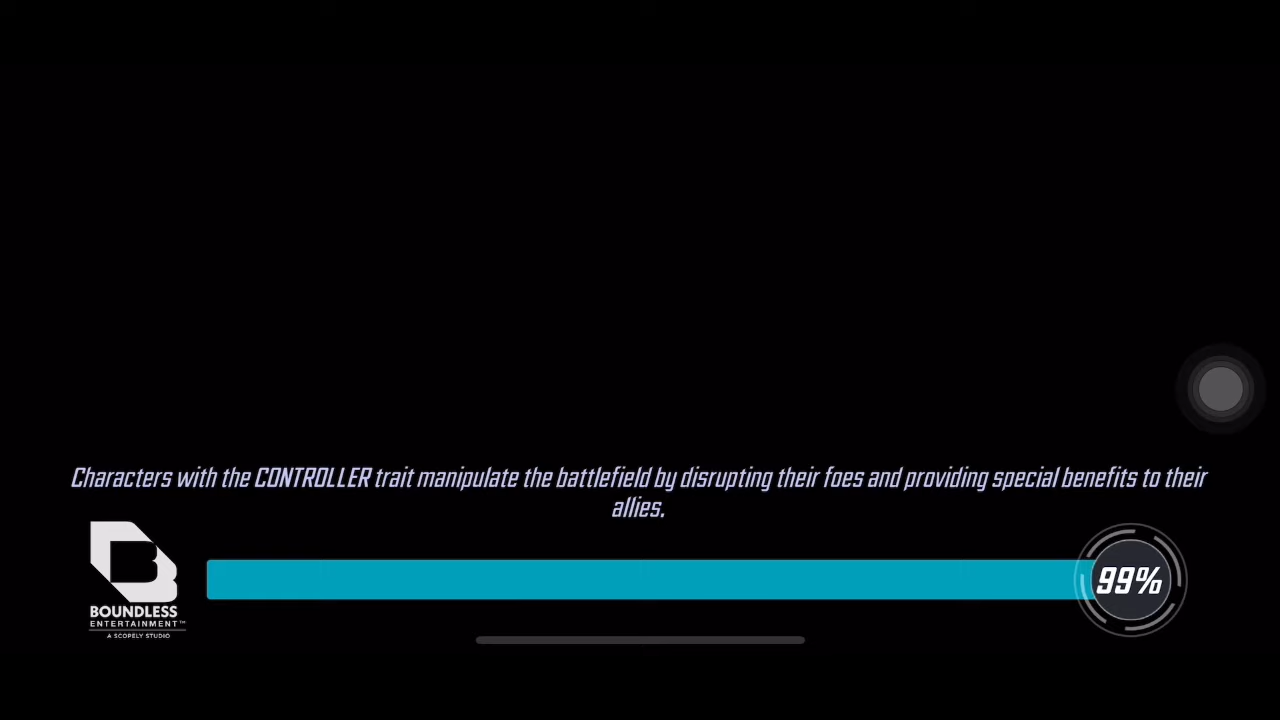 Characters with the CONTROLLER trait manipulate the battlefield by disrupting their foes and providing special benefits to their
allies.
99%
BOUNDLESS
ENTERTAINMENT™
A SCOPELY STUDIO